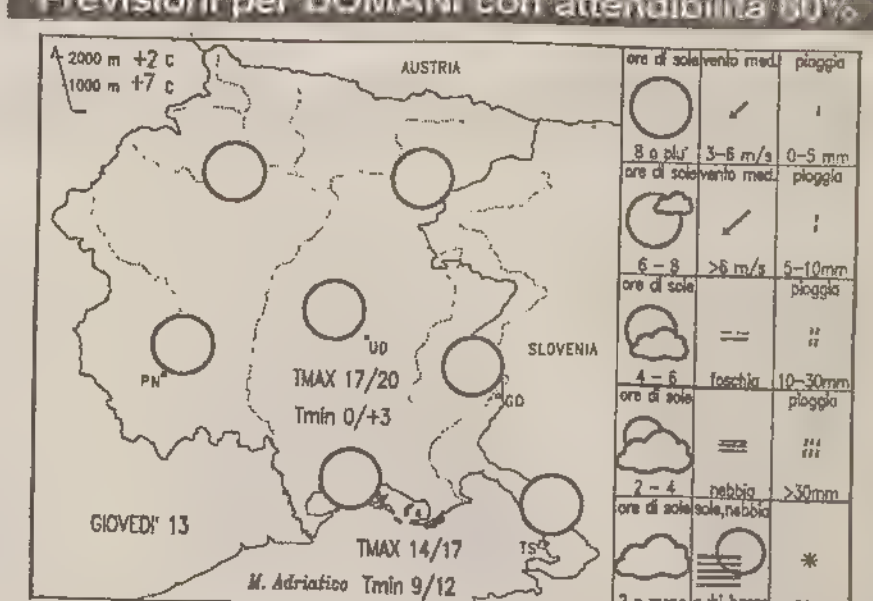 Previsioni per DOMANI con attendibilità 80%
2000 m +2 c
1000 m +7 c
AUSTRIA
SLOVENIA
UD
PN
GO
TS
TMAX 17/20
Tmin 0/+3
GIOVEDI' 13
TMAX 14/17
M. Adriatico Tmin 9/12
ore di sole vento med. pioggia
8 o piu' 3-6 m/s 0-5 mm
ore di sole vento med. pioggia
6 - 8 >6 m/s 5-10mm
ore di sole pioggia
4 - 6 foschia 10-30mm
ore di sole pioggia
2 - 4 nebbia >30mm
ore di sole sole,nebbia